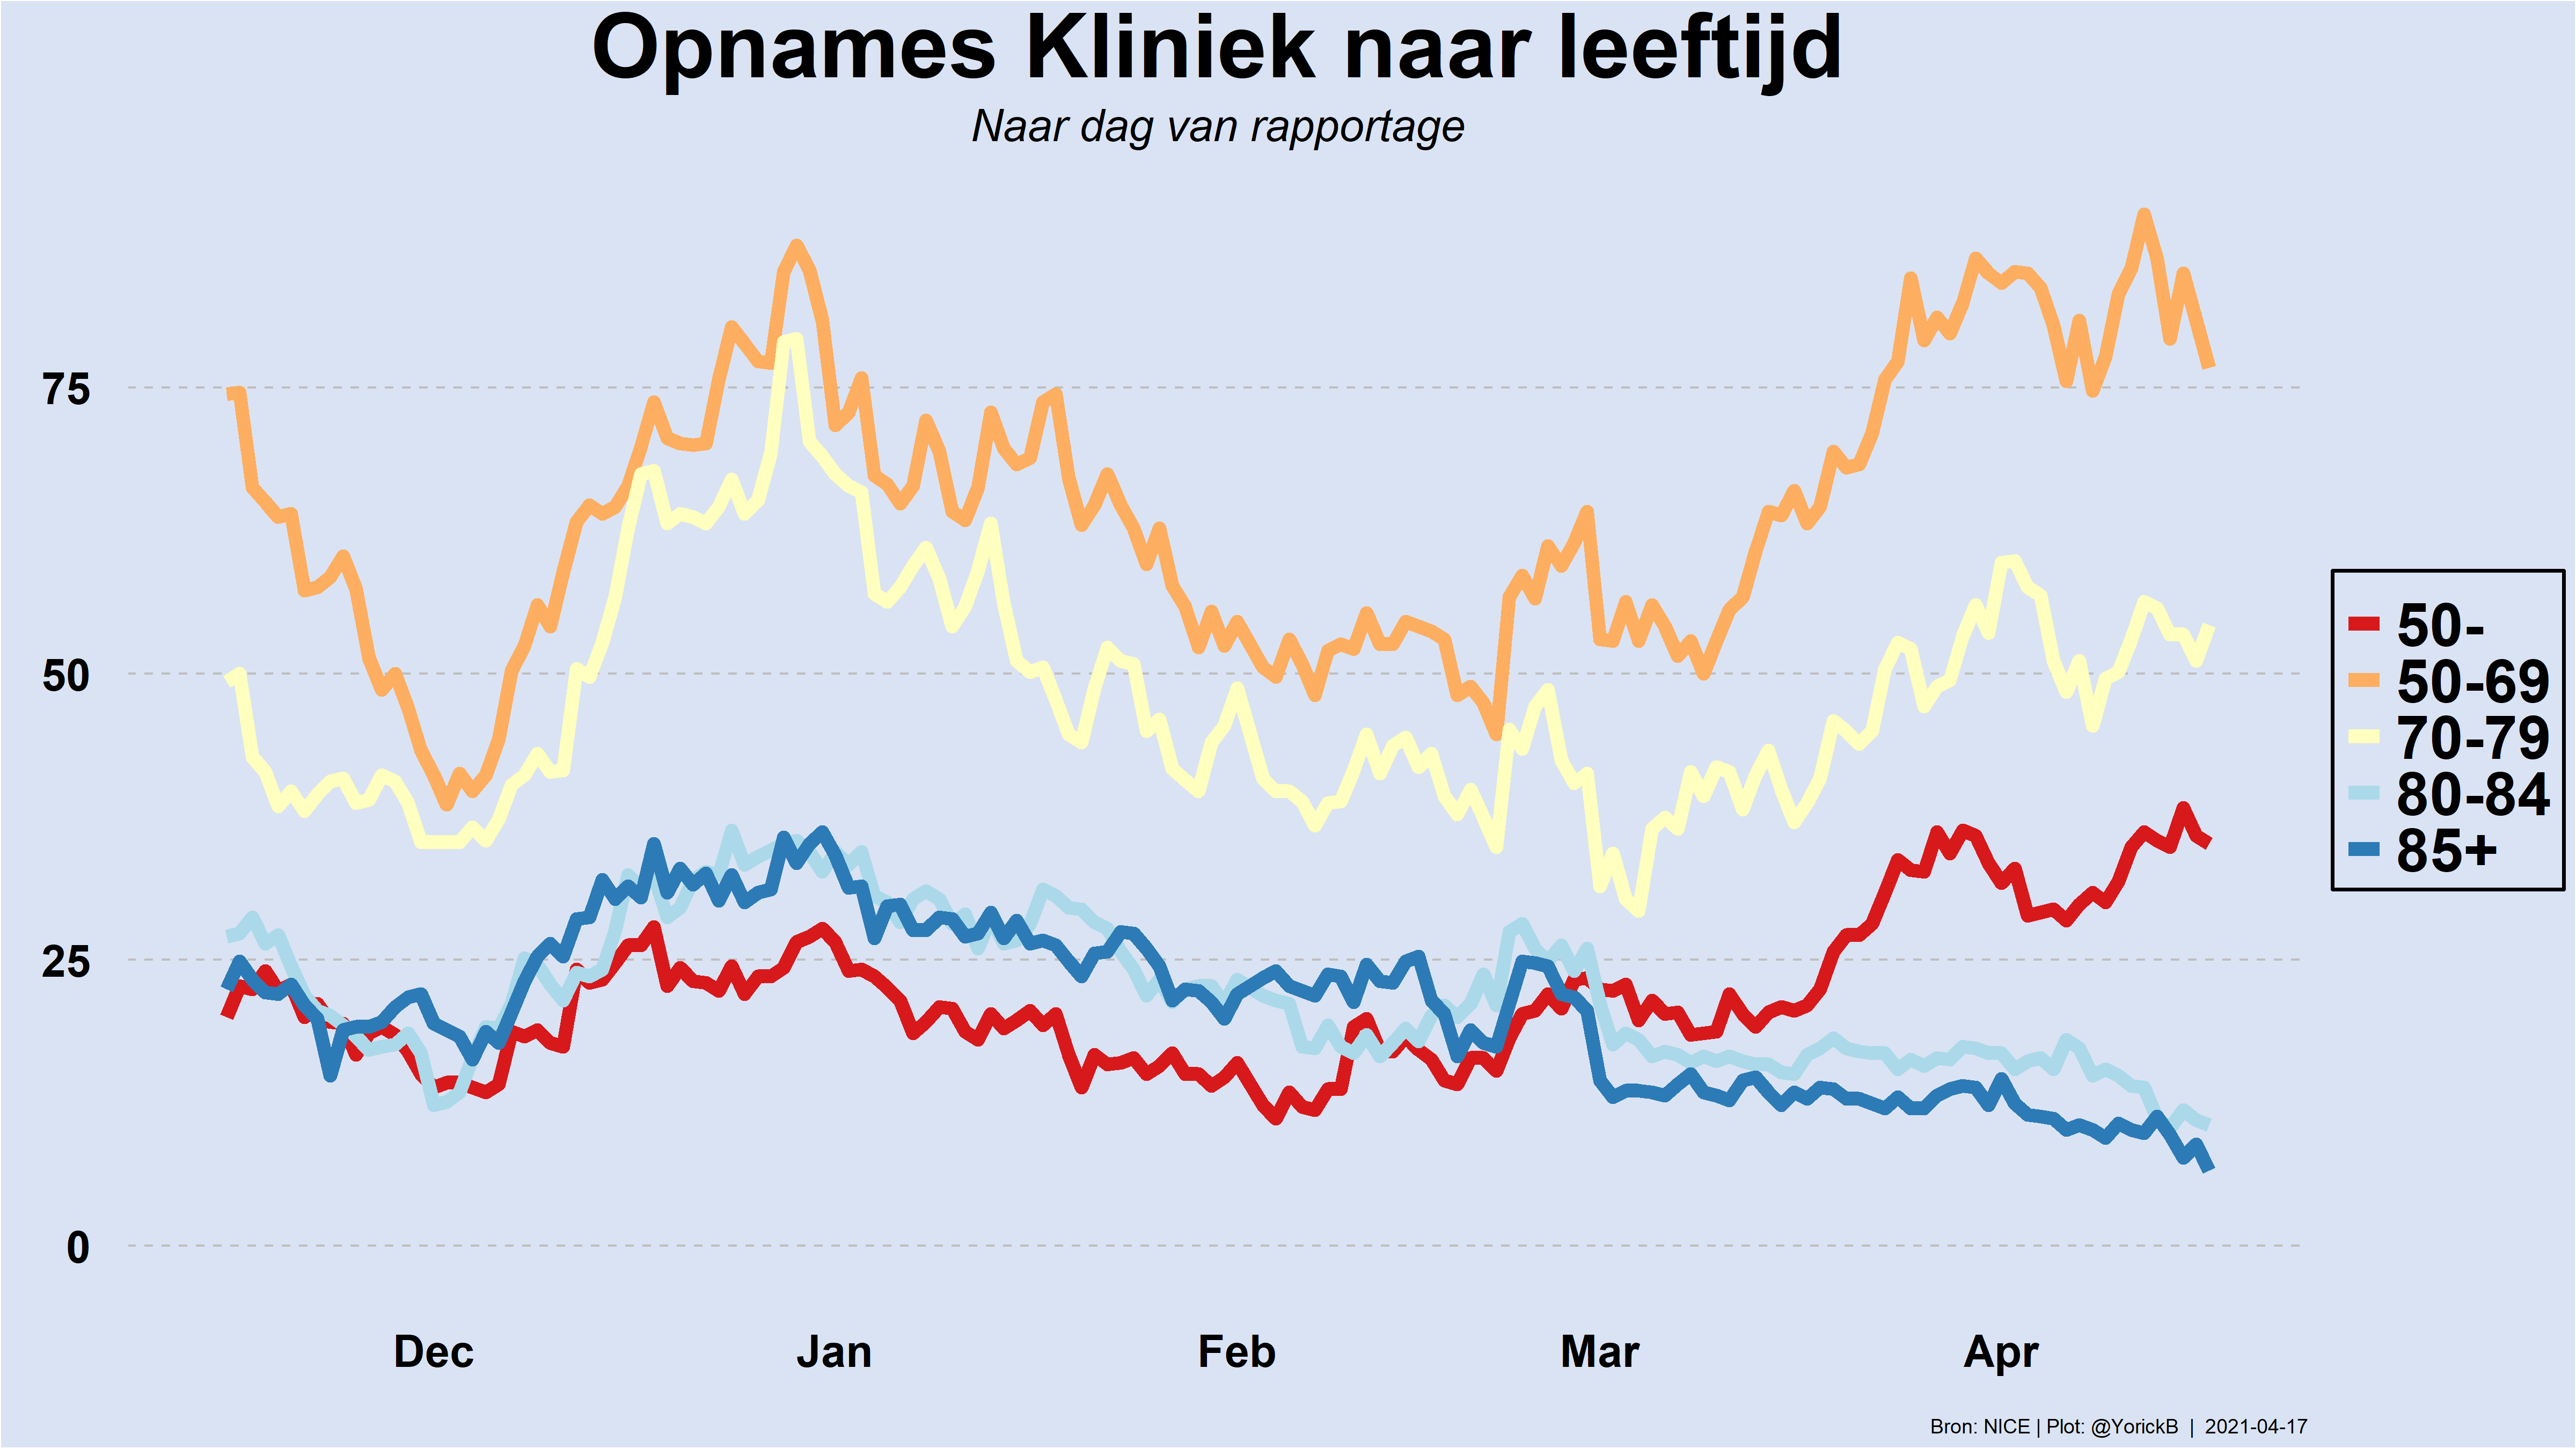 Opnames Kliniek naar leeftijd
Naar dag van rapportage
75
50
25
0
50-
50-69
70-79
80-84
85+
Dec Jan Feb Mar Apr
Bron: NICE | Plot: @YorickB | 2021-04-17